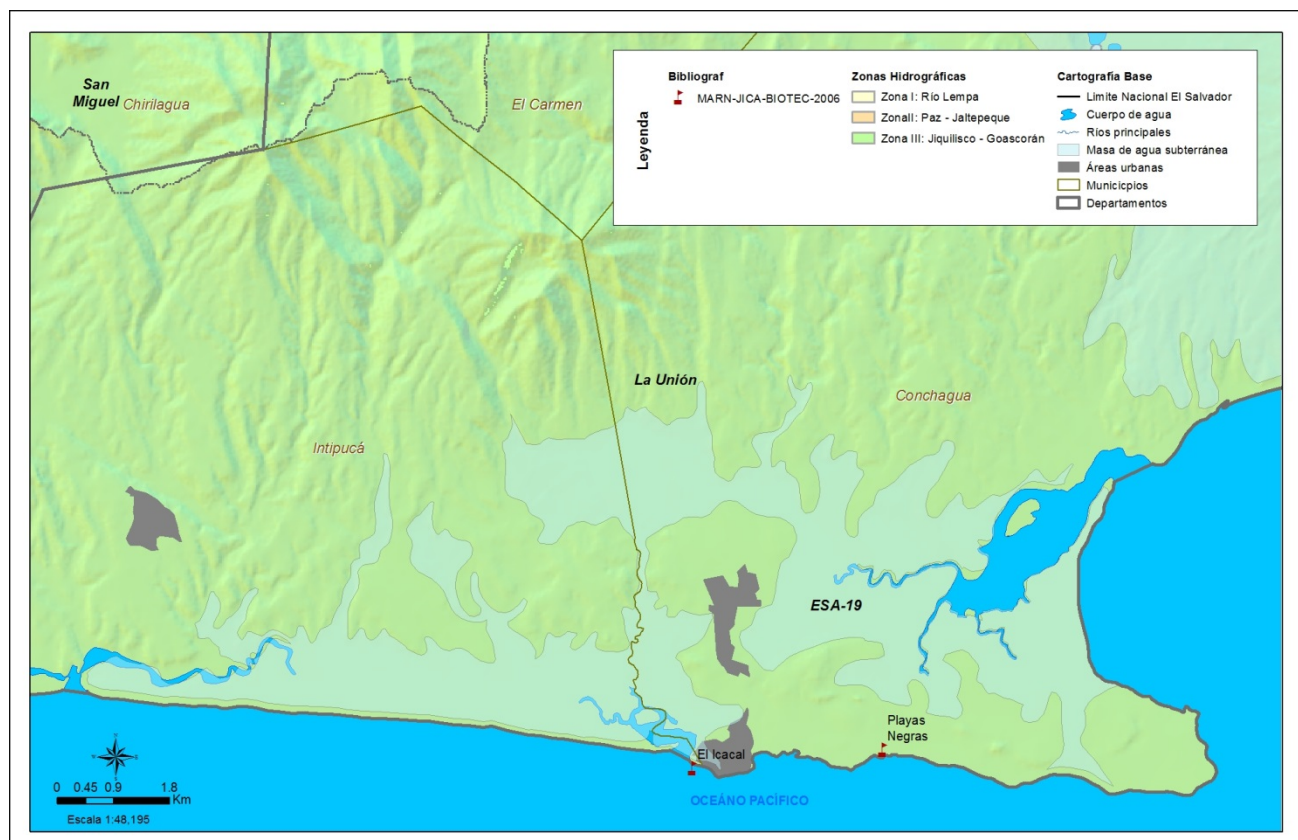 San
Miguel
Chirilagua
El Carmen
Leyenda
Bibliograf
MARN-JICA-BIOTEC-2006
Zonas Hidrográficas
Zona I: Río Lempa
ZonaII: Paz - Jaltepeque
Zona III: Jiquilisco - Goascorán
Cartografía Base
Limite Nacional El Salvador
Cuerpo de agua
Ríos principales
Masa de agua subterránea
Áreas urbanas
Municicpios
Departamentos
La Unión
Conchagua
Intipucá
ESA-19
Playas
Negras
El Icacal
OCEÁNO PACÍFICO
0 0.45 0.9 1.8
Km
Escala 1:48,195